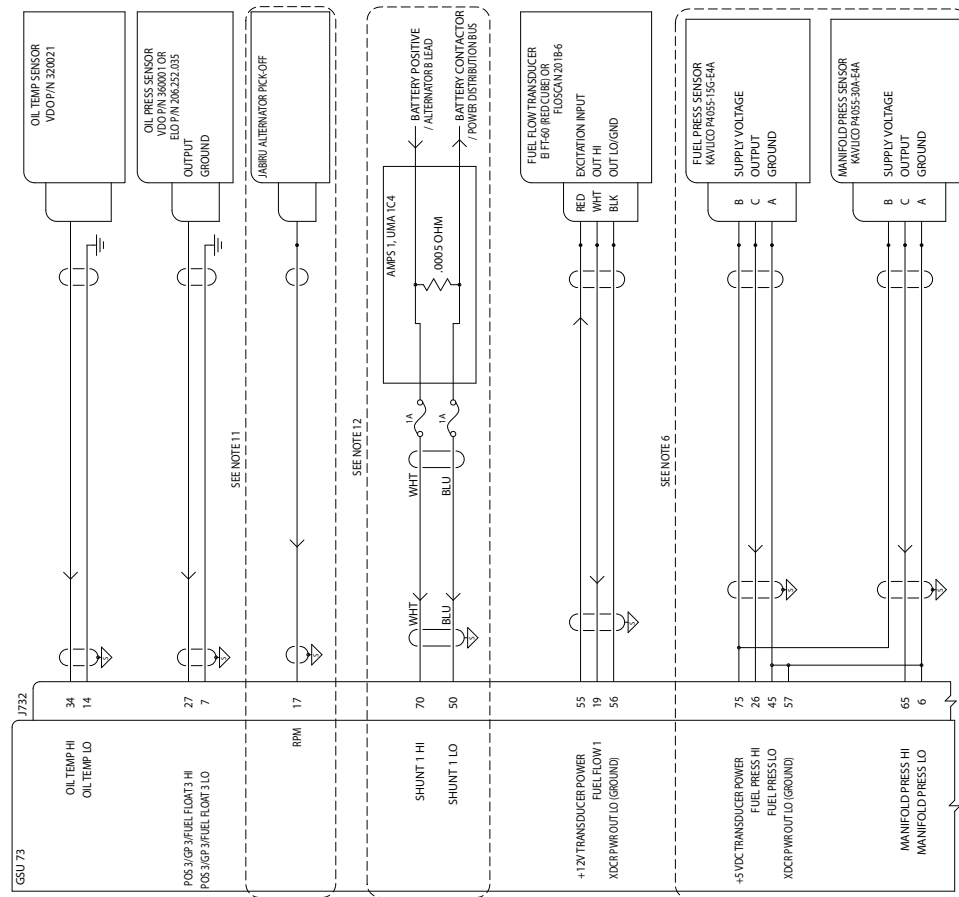 GSU 73
J732
OIL TEMP HI
OIL TEMP LO
34
14
OIL TEMP SENSOR
VDO P/N 320021
POS 3/GP 3/FUEL FLOAT 3 HI
POS 3/GP 3/FUEL FLOAT 3 LO
27
7
OIL PRESS SENSOR
VDO P/N 360001 OR
ELO P/N 206.252.035
OUTPUT
GROUND
SEE NOTE 11
RPM
17
JABIRU ALTERNATOR PICK-OFF
SEE NOTE 12
SHUNT 1 HI
SHUNT 1 LO
70
50
WHT
BLU
WHT
BLU
1A
1A
AMPS 1, UMA 1C4
.0005 OHM
BATTERY POSITIVE
/ ALTERNATOR B LEAD
BATTERY CONTACTOR
/ POWER DISTRIBUTION BUS
+12V TRANSDUCER POWER
FUEL FLOW 1
XDCR PWR OUT LO (GROUND)
55
19
56
RED
WHT
BLK
FUEL FLOW TRANSDUCER
EI FT-60 (RED CUBE) OR
FLOSCAN 201B-6
EXCITATION INPUT
OUT HI
OUT LO/GND
SEE NOTE 6
+5 VDC TRANSDUCER POWER
FUEL PRESS HI
FUEL PRESS LO
XDCR PWR OUT LO (GROUND)
75
26
45
57
B
C
A
FUEL PRESS SENSOR
KAVLICO P4055-15G-E4A
SUPPLY VOLTAGE
OUTPUT
GROUND
MANIFOLD PRESS HI
MANIFOLD PRESS LO
65
6
B
C
A
MANIFOLD PRESS SENSOR
KAVLICO P4055-30A-E4A
SUPPLY VOLTAGE
OUTPUT
GROUND
S
S
S
S
S
S
S